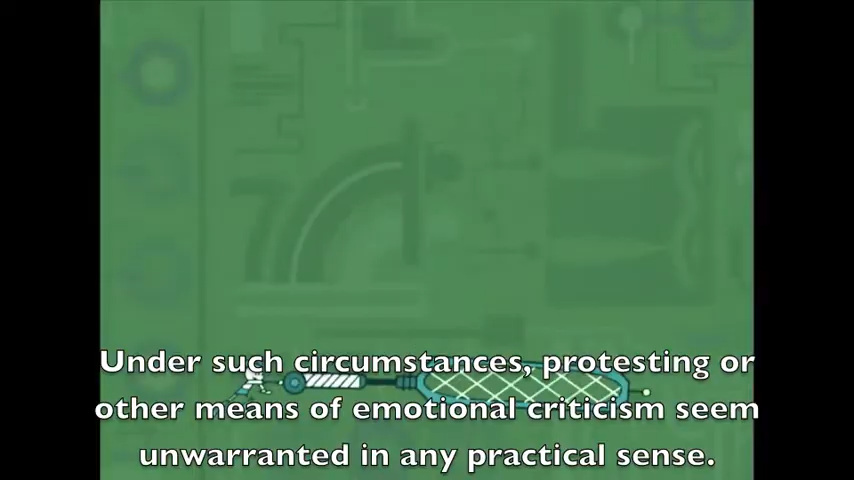 Under such circumstances, protesting or
other means of emotional criticism seem
unwarranted in any practical sense.